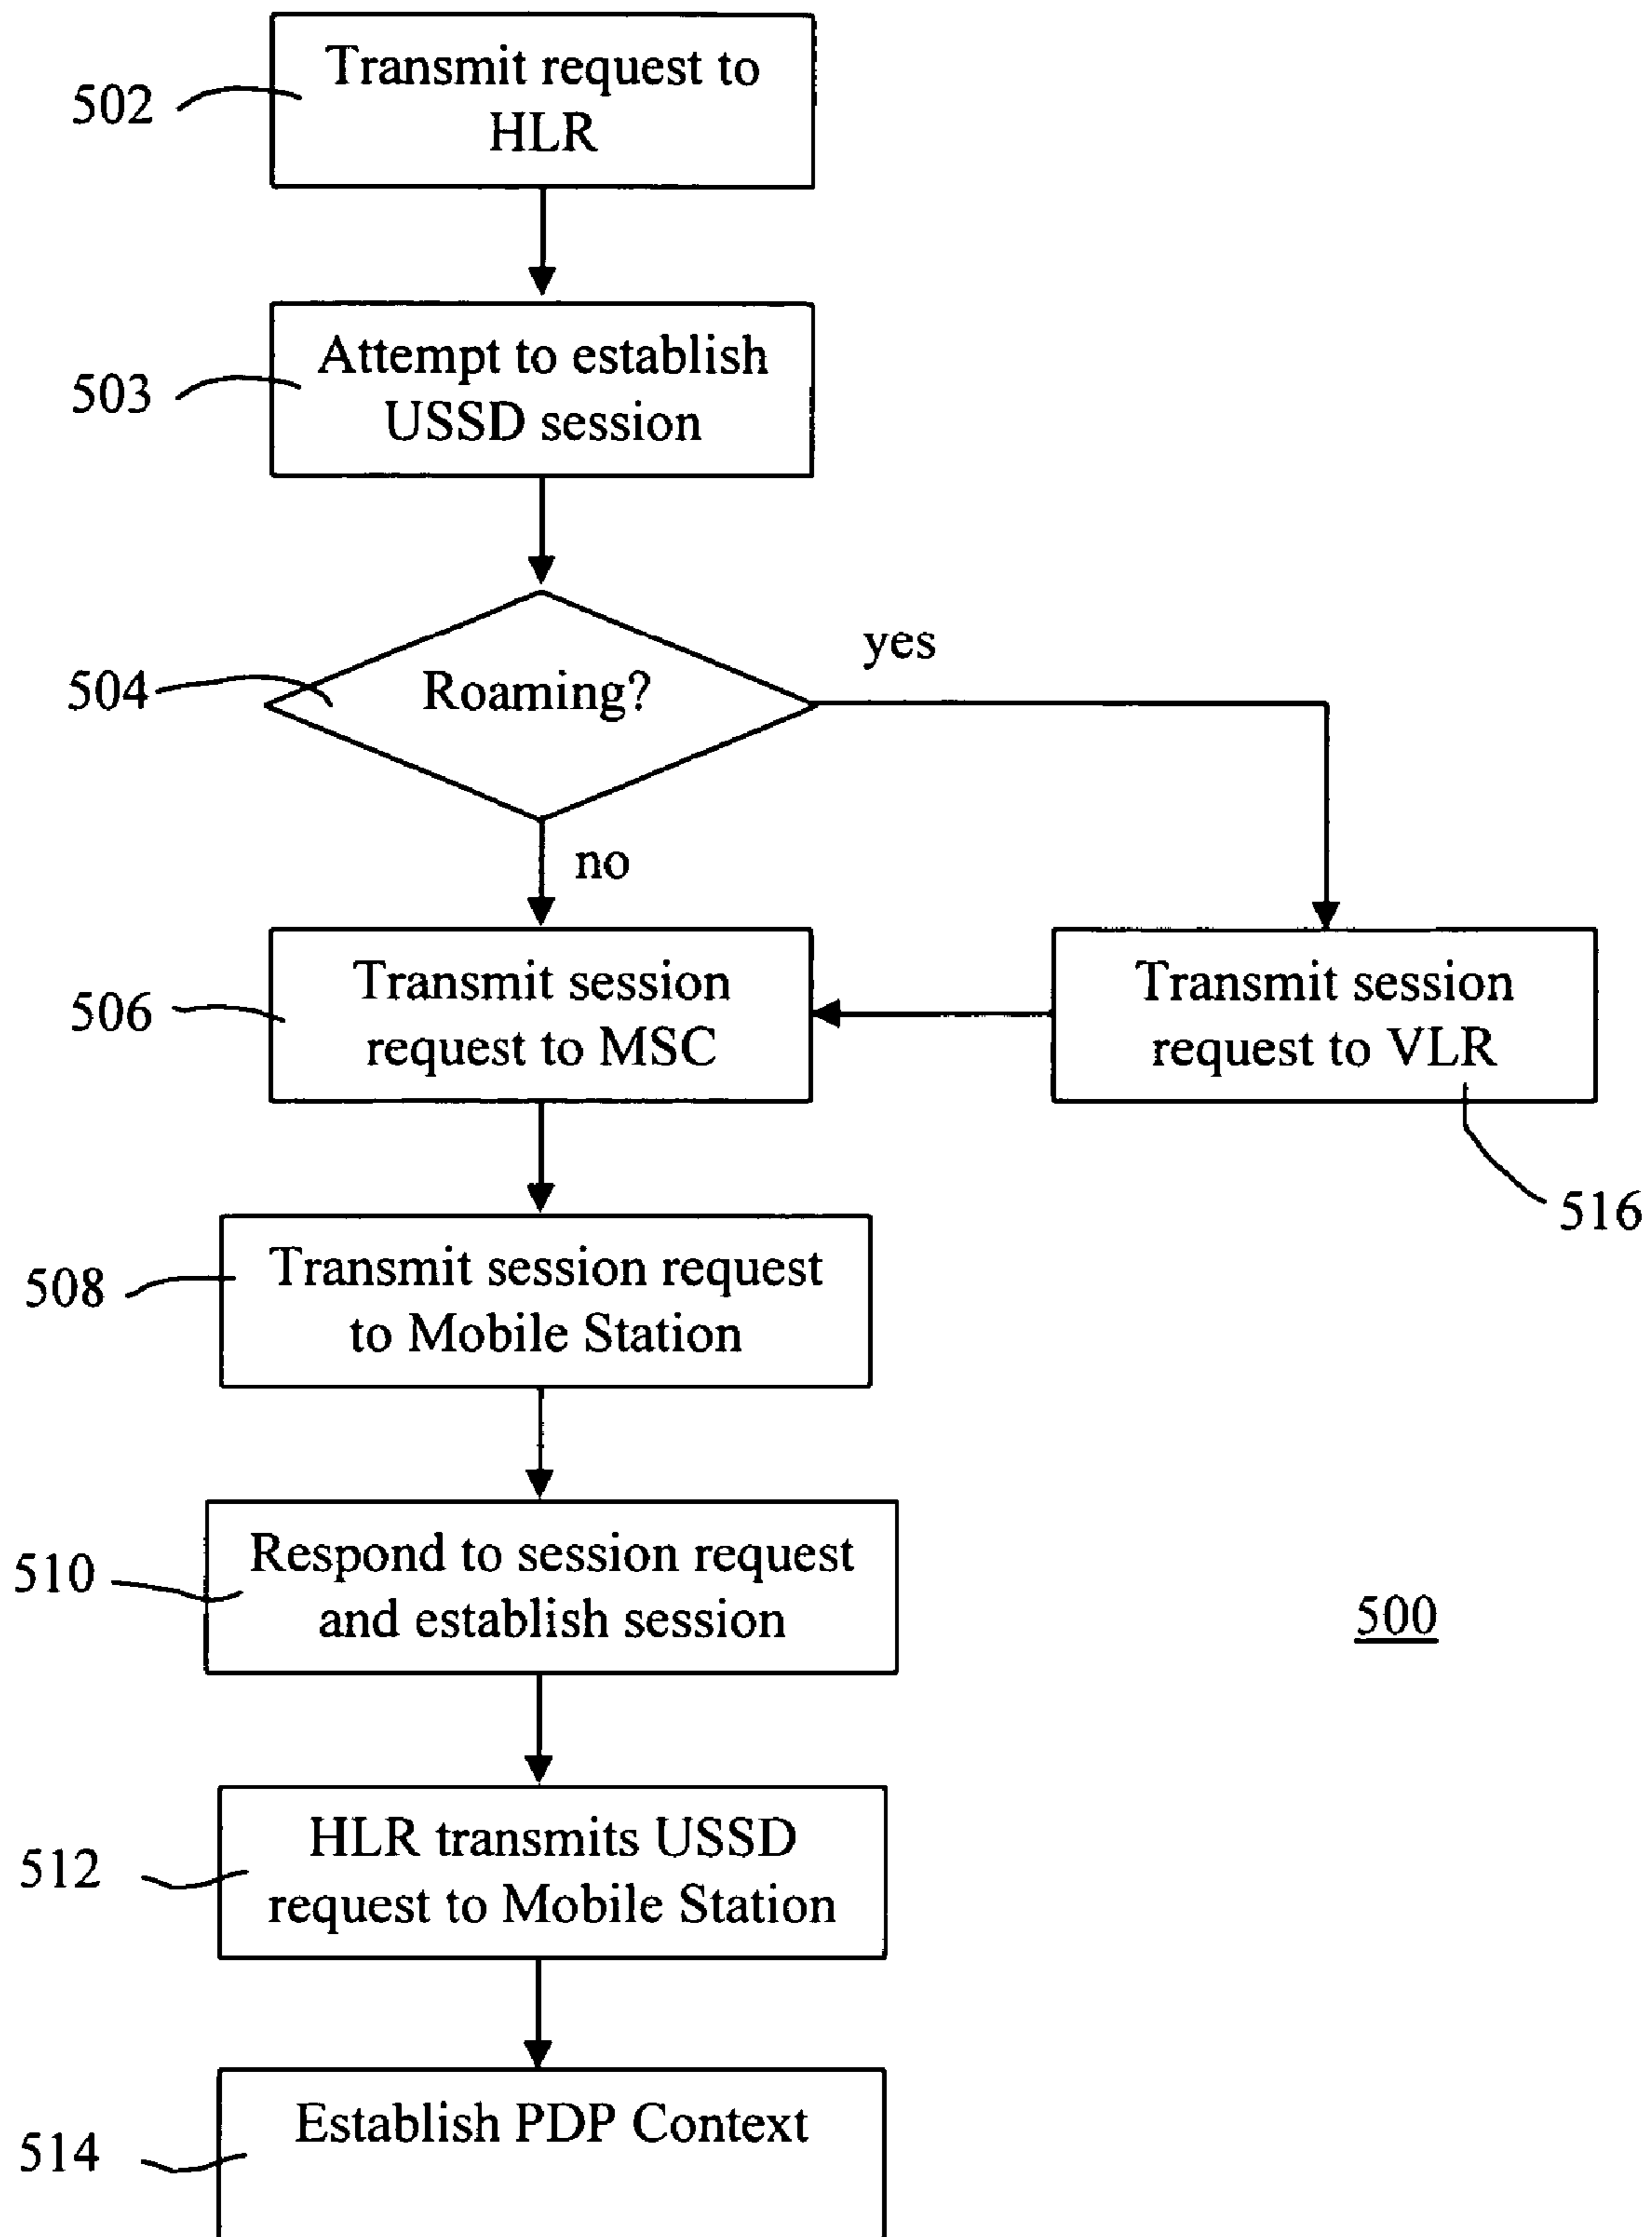 502
Transmit request to
HLR
503
Attempt to establish
USSD session
504
Roaming?
yes
no
506
Transmit session
request to MSC
Transmit session
request to VLR
516
508
Transmit session request
to Mobile Station
510
Respond to session request
and establish session
500
512
HLR transmits USSD
request to Mobile Station
514
Establish PDP Context